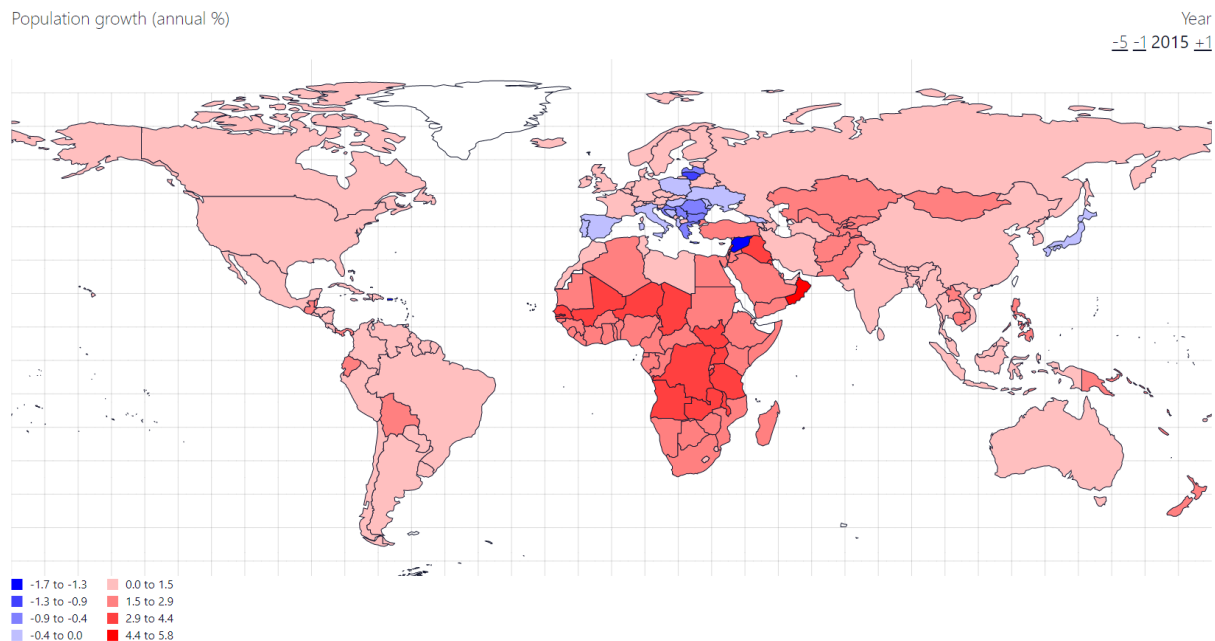 Population growth (annual %)
Year
-5 -1 2015 +1
-1.7 to -1.3
-1.3 to -0.9
-0.9 to -0.4
-0.4 to 0.0
0.0 to 1.5
1.5 to 2.9
2.9 to 4.4
4.4 to 5.8